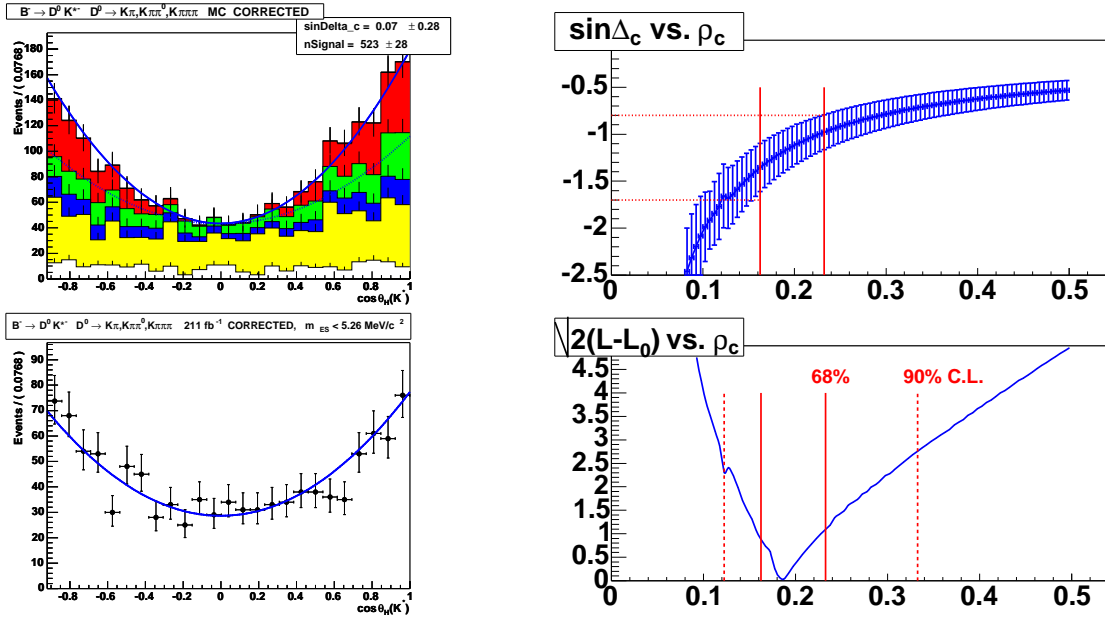 B⁻ → D⁰ K*⁻ D⁰ → Kπ,Kππ⁰,Kπππ MC CORRECTED
sinDelta_c = 0.07 ± 0.28
nSignal = 523 ± 28
Events / ( 0.0768 )
180
160
140
120
100
80
60
40
20
0
-0.8 -0.6 -0.4 -0.2 0 0.2 0.4 0.6 0.8 1
cosθH(K*)
B⁻ → D⁰ K*⁻ D⁰ → Kπ,Kππ⁰,Kπππ 211 fb⁻¹ CORRECTED, mES < 5.26 MeV/c²
Events / ( 0.0768 )
90
80
70
60
50
40
30
20
10
0
-0.8 -0.6 -0.4 -0.2 0 0.2 0.4 0.6 0.8 1
cosθH(K*)
sinΔc vs. ρc
-0.5
-1
-1.5
-2
-2.5
0 0.1 0.2 0.3 0.4 0.5
√2(L-L₀) vs. ρc
68%
90% C.L.
4.5
4
3.5
3
2.5
2
1.5
1
0.5
0
0 0.1 0.2 0.3 0.4 0.5